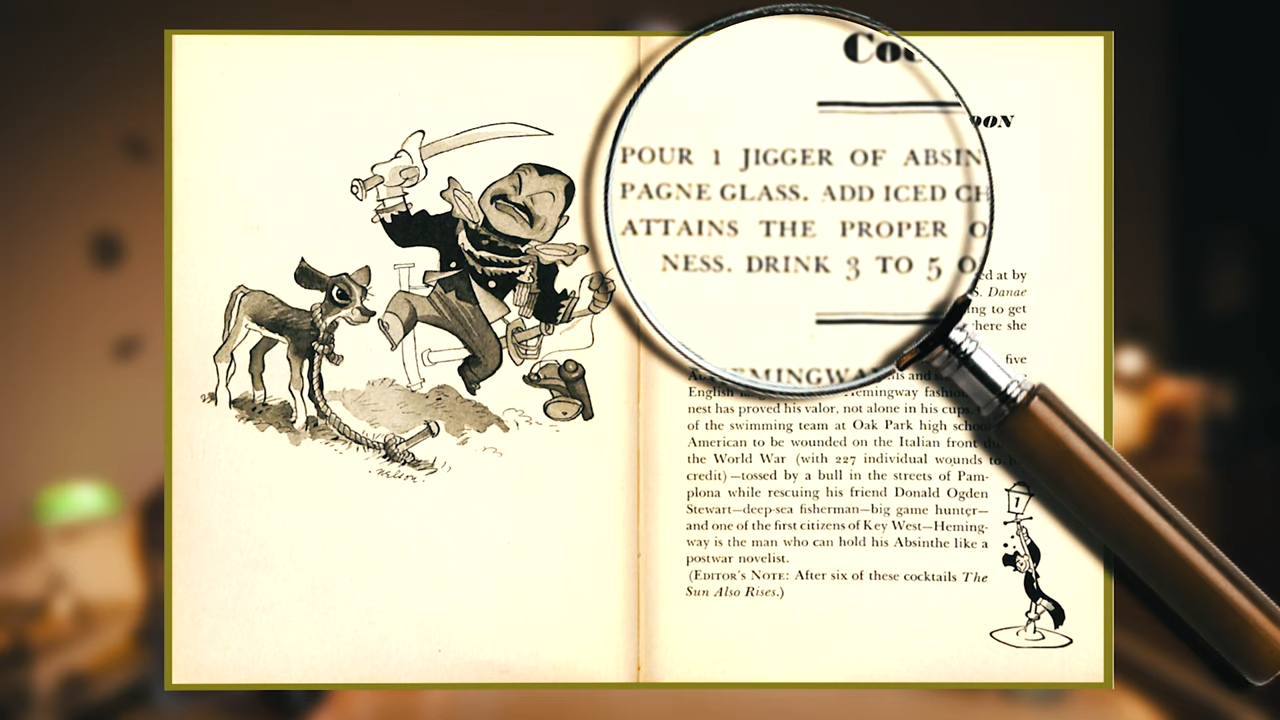 POUR 1 JIGGER OF ABSIN
PAGNE GLASS. ADD ICED CH
ATTAINS THE PROPER
NESS. DRINK 3 TO 5
ed at by
S. Danae
ing to get
where she
five
HEMINGWAY
English Hemingway
nest has proved his valor, not alone in his cups.
of the swimming team at Oak Park high
American to be wounded on the Italian front
the World War (with 227 individual wounds to
credit)—tossed by a bull in the streets of Pam-
plona while rescuing his friend Donald Ogden
Stewart—deep-sea fisherman—big game hunter—
and one of the first citizens of Key West—Heming-
way is the man who can hold his Absinthe like a
postwar novelist.
(EDITOR'S NOTE: After six of these cocktails The
Sun Also Rises.)
1